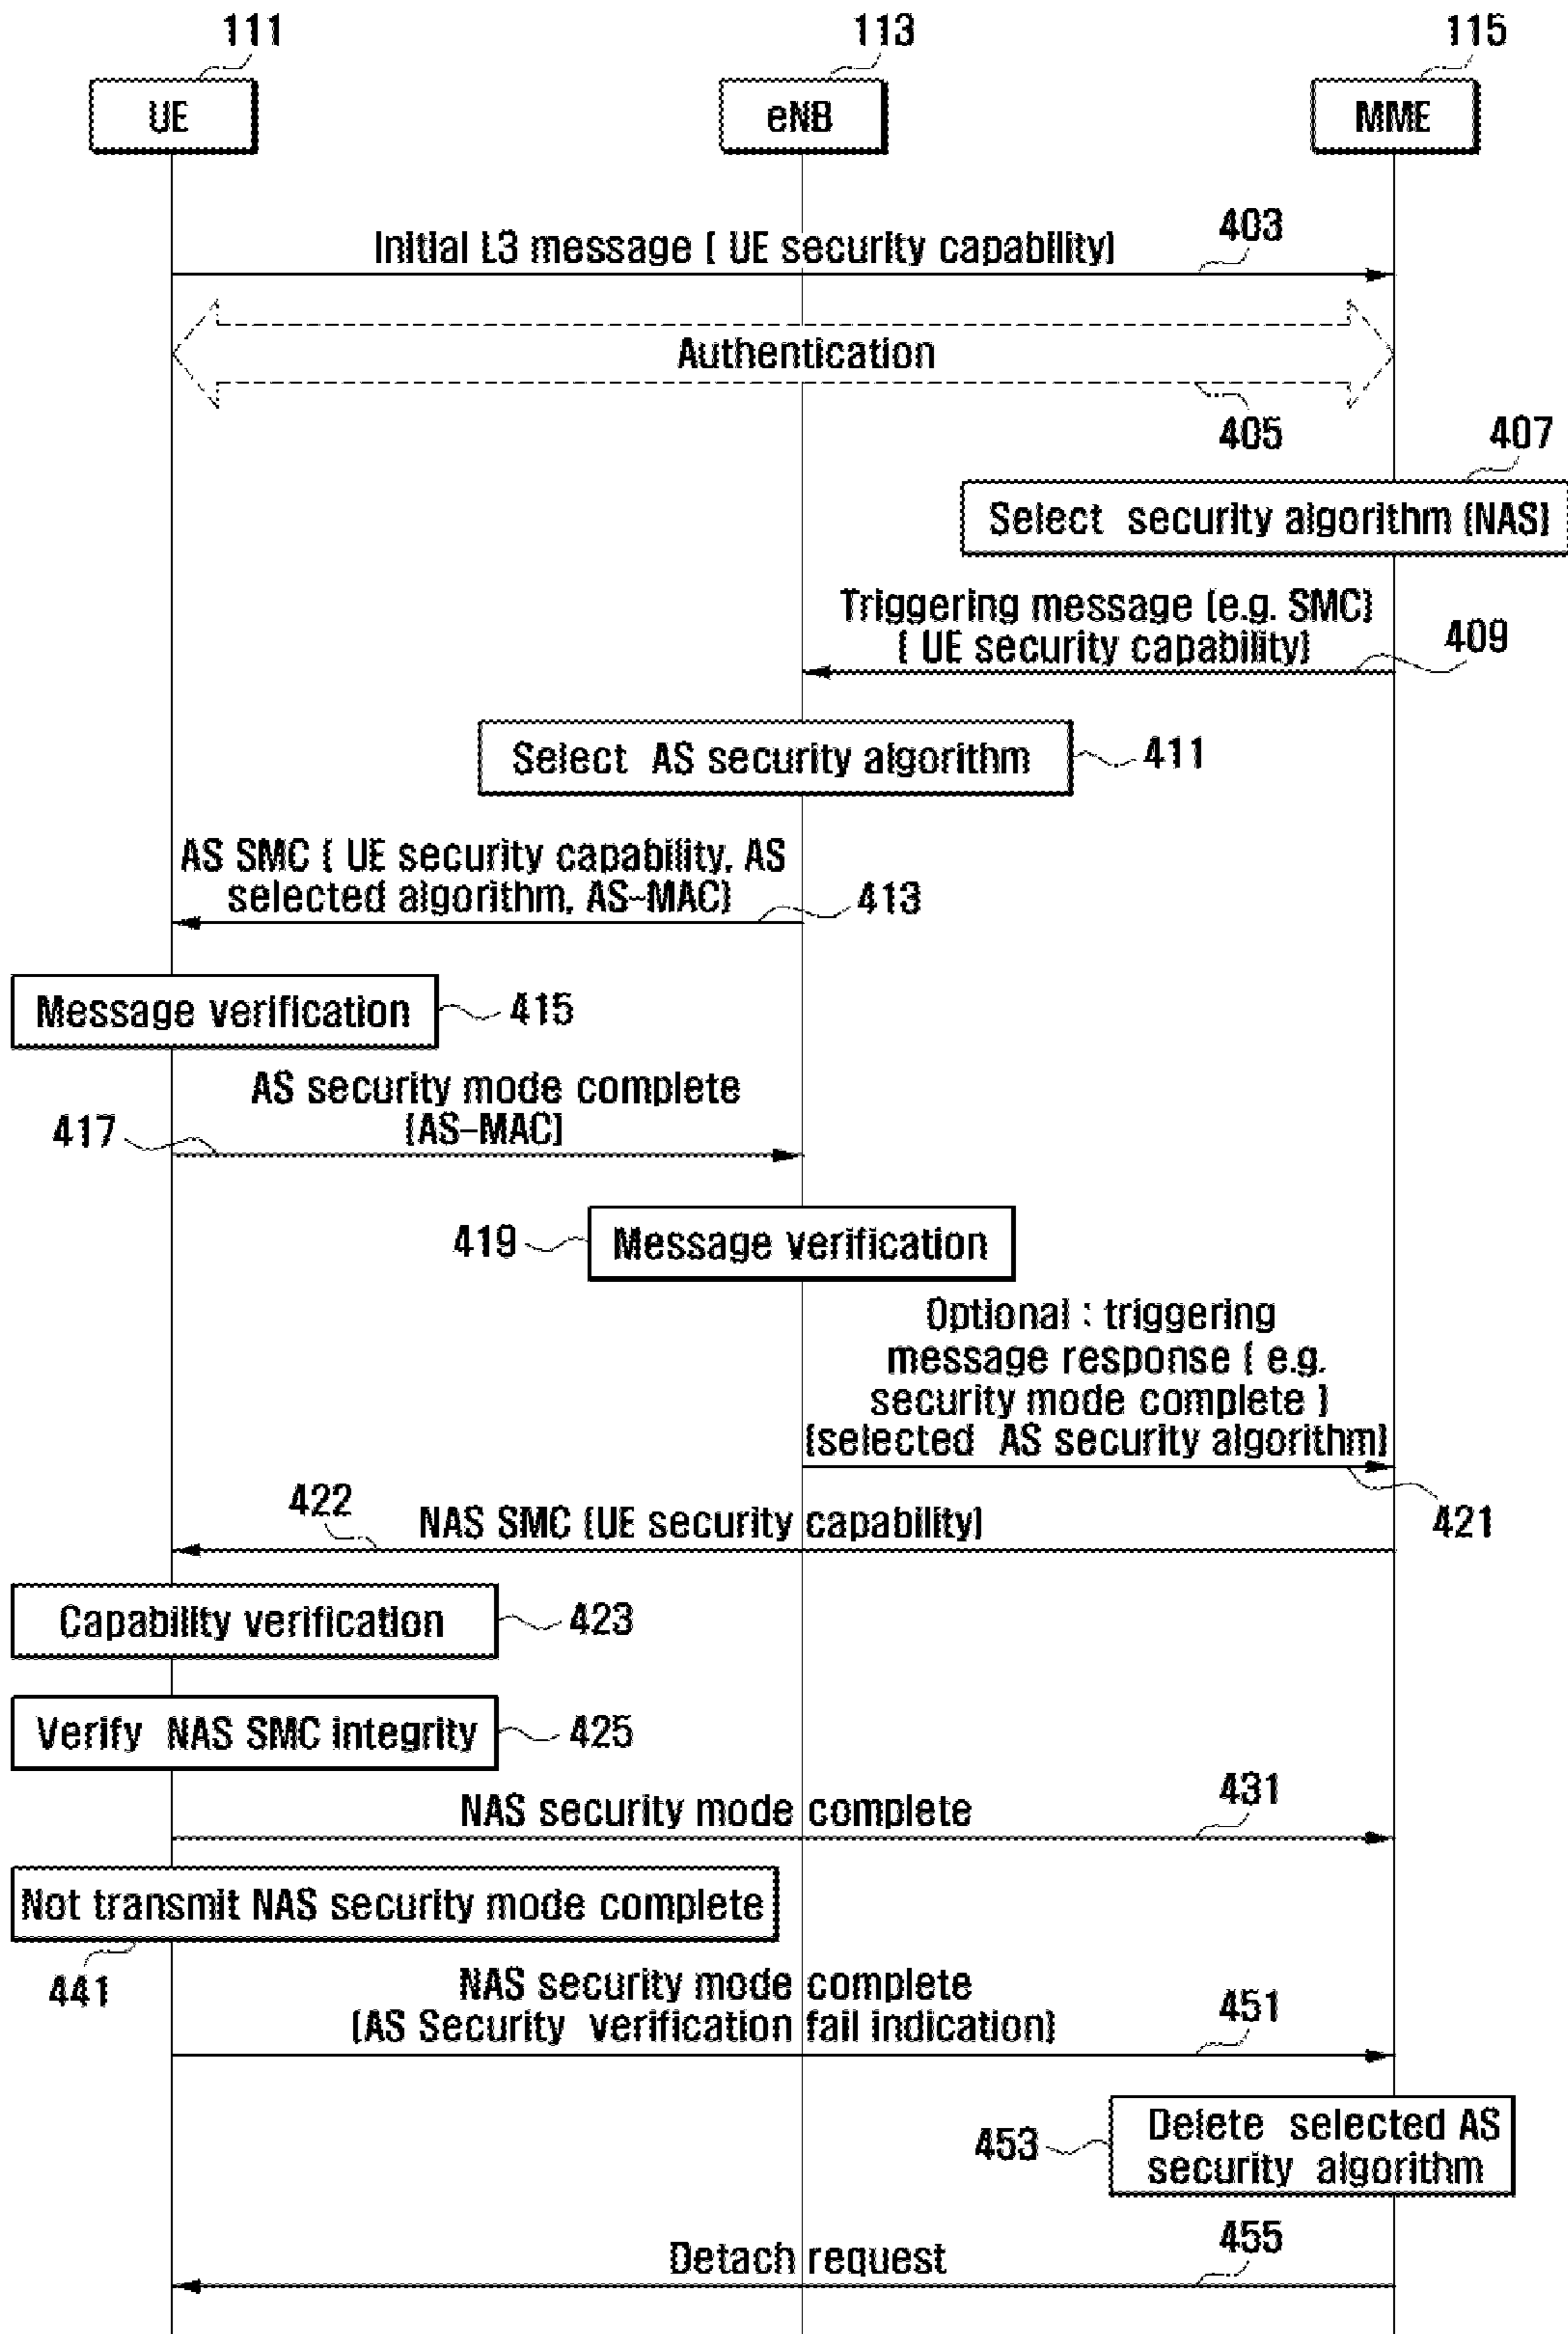 111
113
115
UE
eNB
MME
Initial L3 message ( UE security capability)
403
Authentication
405
407
Select security algorithm (NAS)
Triggering message (e.g. SMC)
( UE security capability)
409
Select AS security algorithm
411
AS SMC ( UE security capability, AS
selected algorithm, AS-MAC)
413
Message verification
415
AS security mode complete
(AS-MAC)
417
419
Message verification
Optional : triggering
message response ( e.g.
security mode complete )
(selected AS security algorithm)
421
422
NAS SMC (UE security capability)
Capability verification
423
Verify NAS SMC integrity
425
NAS security mode complete
431
Not transmit NAS security mode complete
441
NAS security mode complete
(AS Security verification fail indication)
451
453
Delete selected AS
security algorithm
Detach request
455